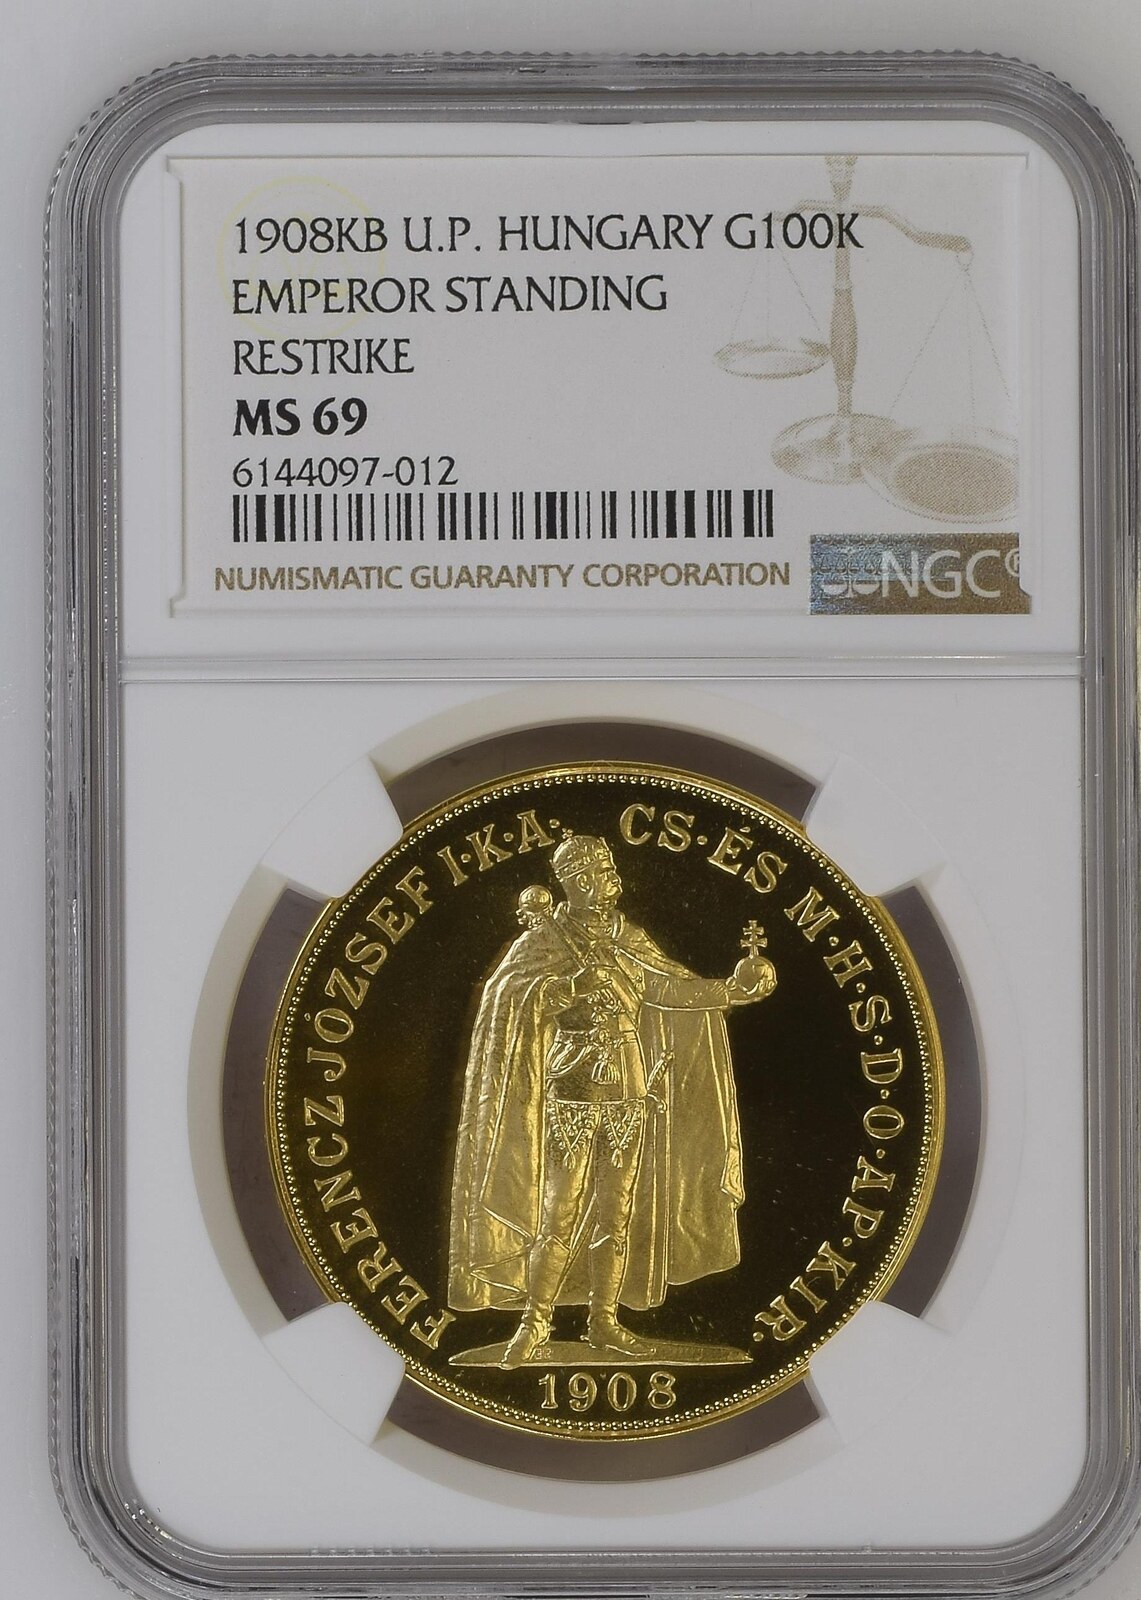 1908KB U.P. HUNGARY G100K
EMPEROR STANDING
RESTRIKE
MS 69
6144097-012
NUMISMATIC GUARANTY CORPORATION
NGC®
FERENCZ JÓZSEF I·K·A· CS·ÉS M·H·S·D·O·AP·KIR·
1908